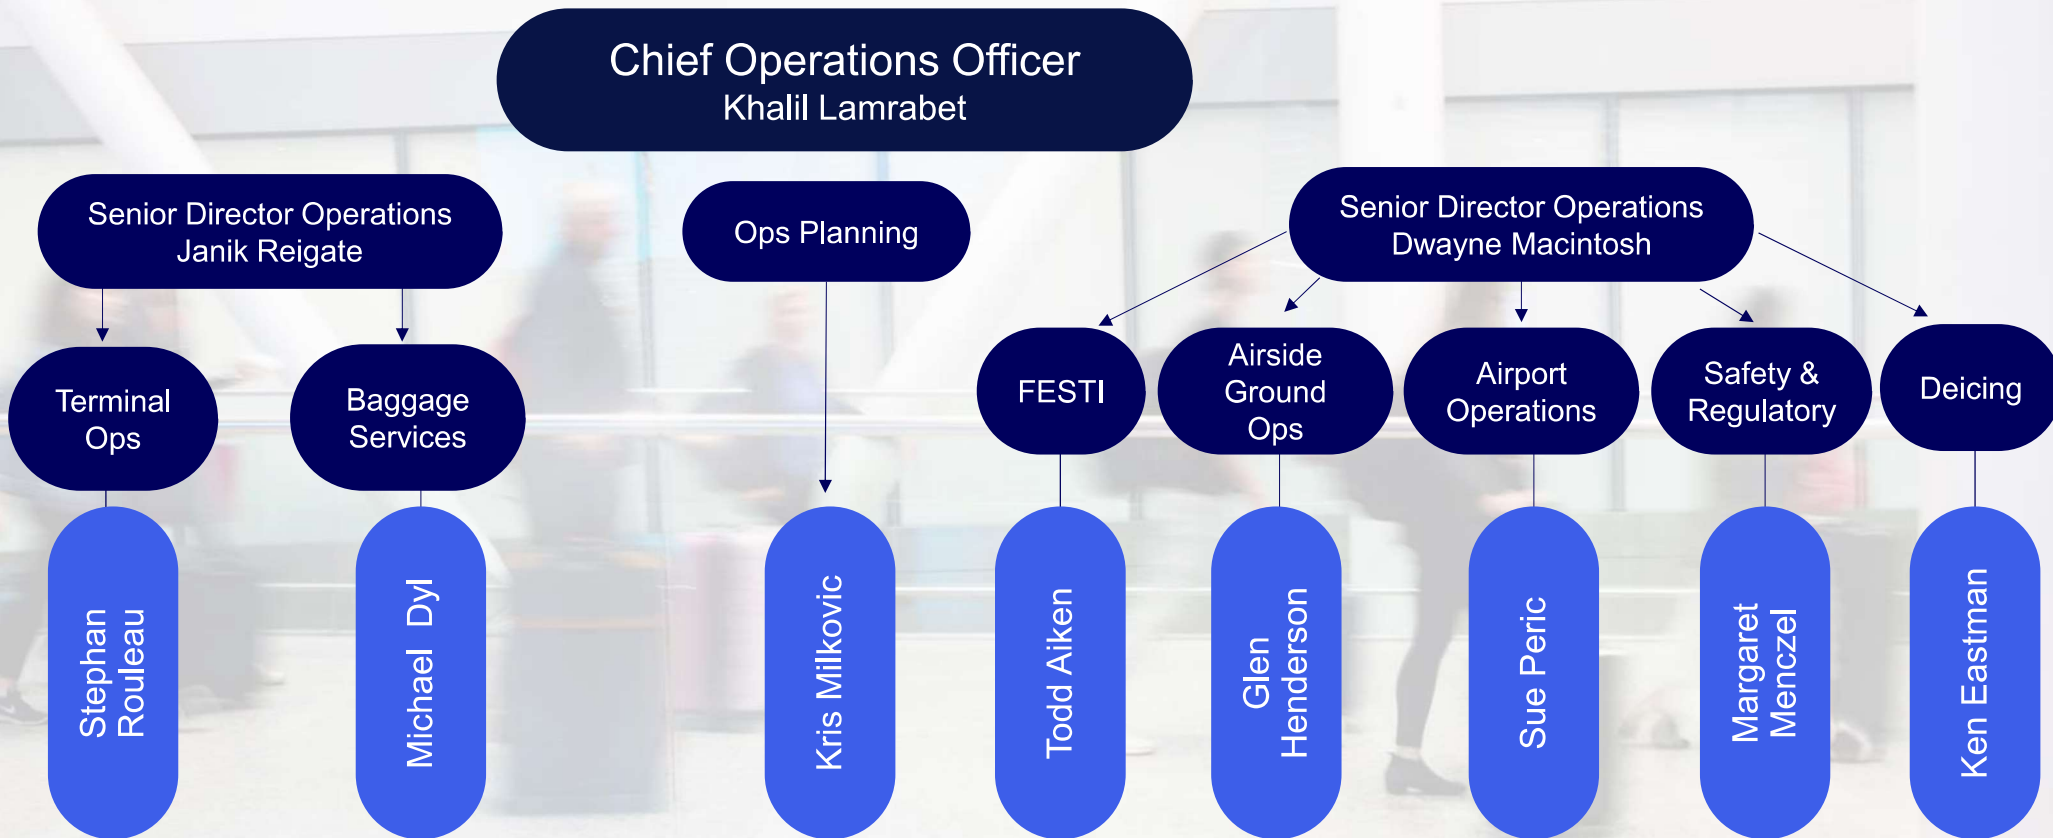 Chief Operations Officer
Khalil Lamrabet
Senior Director Operations
Janik Reigate
Ops Planning
Senior Director Operations
Dwayne Macintosh
Terminal
Ops
Baggage
Services
FESTI
Airside
Ground
Ops
Airport
Operations
Safety &
Regulatory
Deicing
Stephan
Rouleau
Michael Dyl
Kris Milkovic
Todd Aiken
Glen
Henderson
Sue Peric
Margaret
Menczel
Ken Eastman